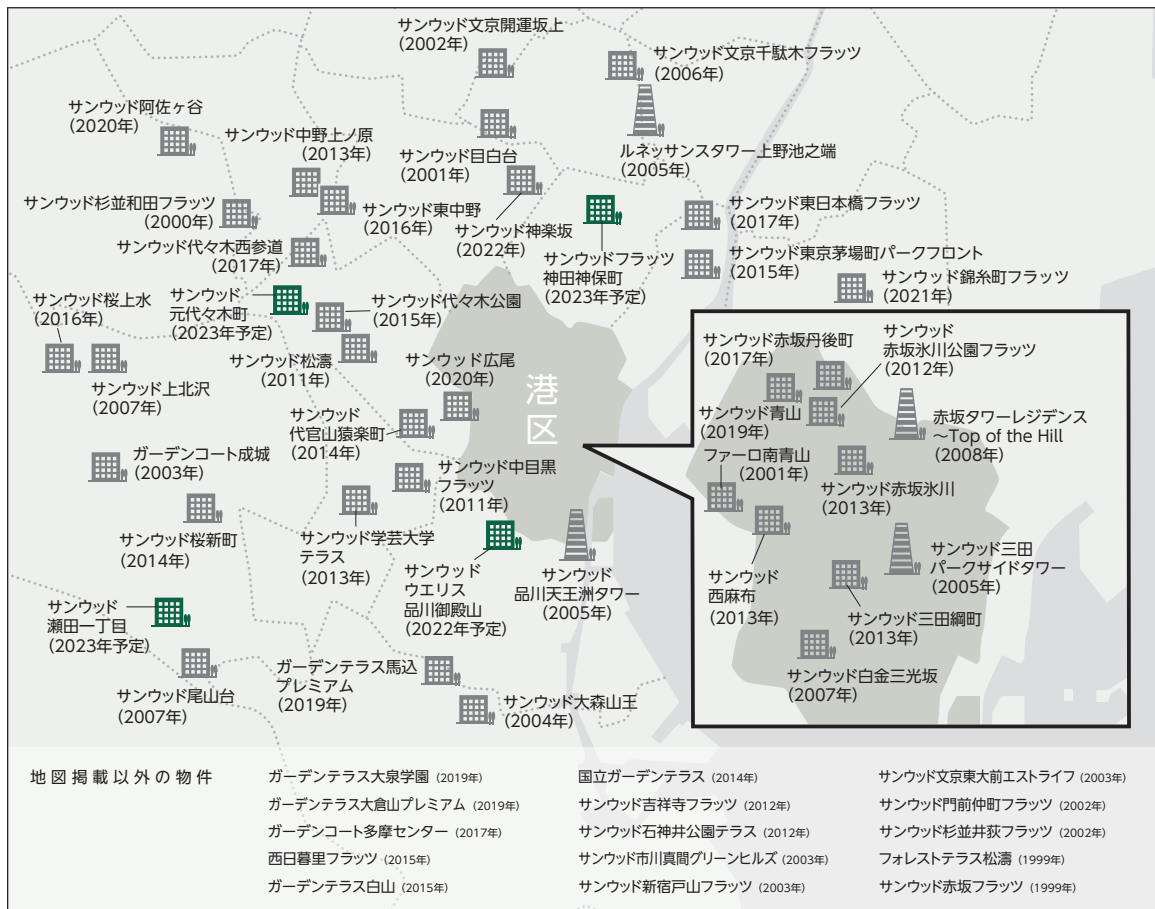 サンウッド文京開運坂上
(2002年)
サンウッド文京千駄木フラッツ
(2006年)
サンウッド阿佐ヶ谷
(2020年)
サンウッド中野上ノ原
(2013年)
サンウッド目白台
(2001年)
ルネッサンスタワー上野池之端
(2005年)
サンウッド杉並和田フラッツ
(2000年)
サンウッド東中野
(2016年)
サンウッド神楽坂
(2022年)
サンウッドフラッツ
神田神保町
(2023年予定)
サンウッド東日本橋フラッツ
(2017年)
サンウッド代々木西参道
(2017年)
サンウッド東京茅場町パークフロント
(2015年)
サンウッド錦糸町フラッツ
(2021年)
サンウッド桜上水
(2016年)
サンウッド
元代々木町
(2023年予定)
サンウッド代々木公園
(2015年)
サンウッド上北沢
(2007年)
サンウッド松濤
(2011年)
サンウッド広尾
(2020年)
港区
サンウッド
代官山猿楽町
(2014年)
ガーデンコート成城
(2003年)
サンウッド中目黒
フラッツ
(2011年)
サンウッド桜新町
(2014年)
サンウッド学芸大学
テラス
(2013年)
サンウッド
ウエリス
品川御殿山
(2022年予定)
サンウッド
品川天王洲タワー
(2005年)
サンウッド
瀬田一丁目
(2023年予定)
サンウッド尾山台
(2007年)
ガーデンテラス馬込
プレミアム
(2019年)
サンウッド大森山王
(2004年)
サンウッド赤坂丹後町
(2017年)
サンウッド
赤坂氷川公園フラッツ
(2012年)
サンウッド青山
(2019年)
赤坂タワーレジデンス
～Top of the Hill
(2008年)
ファーロ南青山
(2001年)
サンウッド赤坂氷川
(2013年)
サンウッド
西麻布
(2013年)
サンウッド三田
パークサイドタワー
(2005年)
サンウッド三田綱町
(2013年)
サンウッド白金三光坂
(2007年)
地図掲載以外の物件
ガーデンテラス大泉学園 (2019年)
ガーデンテラス大倉山プレミアム (2019年)
ガーデンコート多摩センター (2017年)
西日暮里フラッツ (2015年)
ガーデンテラス白山 (2015年)
国立ガーデンテラス (2014年)
サンウッド吉祥寺フラッツ (2012年)
サンウッド石神井公園テラス (2012年)
サンウッド市川真間グリーンヒルズ (2003年)
サンウッド新宿戸山フラッツ (2003年)
サンウッド文京東大前エストライフ (2003年)
サンウッド門前仲町フラッツ (2002年)
サンウッド杉並井荻フラッツ (2002年)
フォレストテラス松濤 (1999年)
サンウッド赤坂フラッツ (1999年)